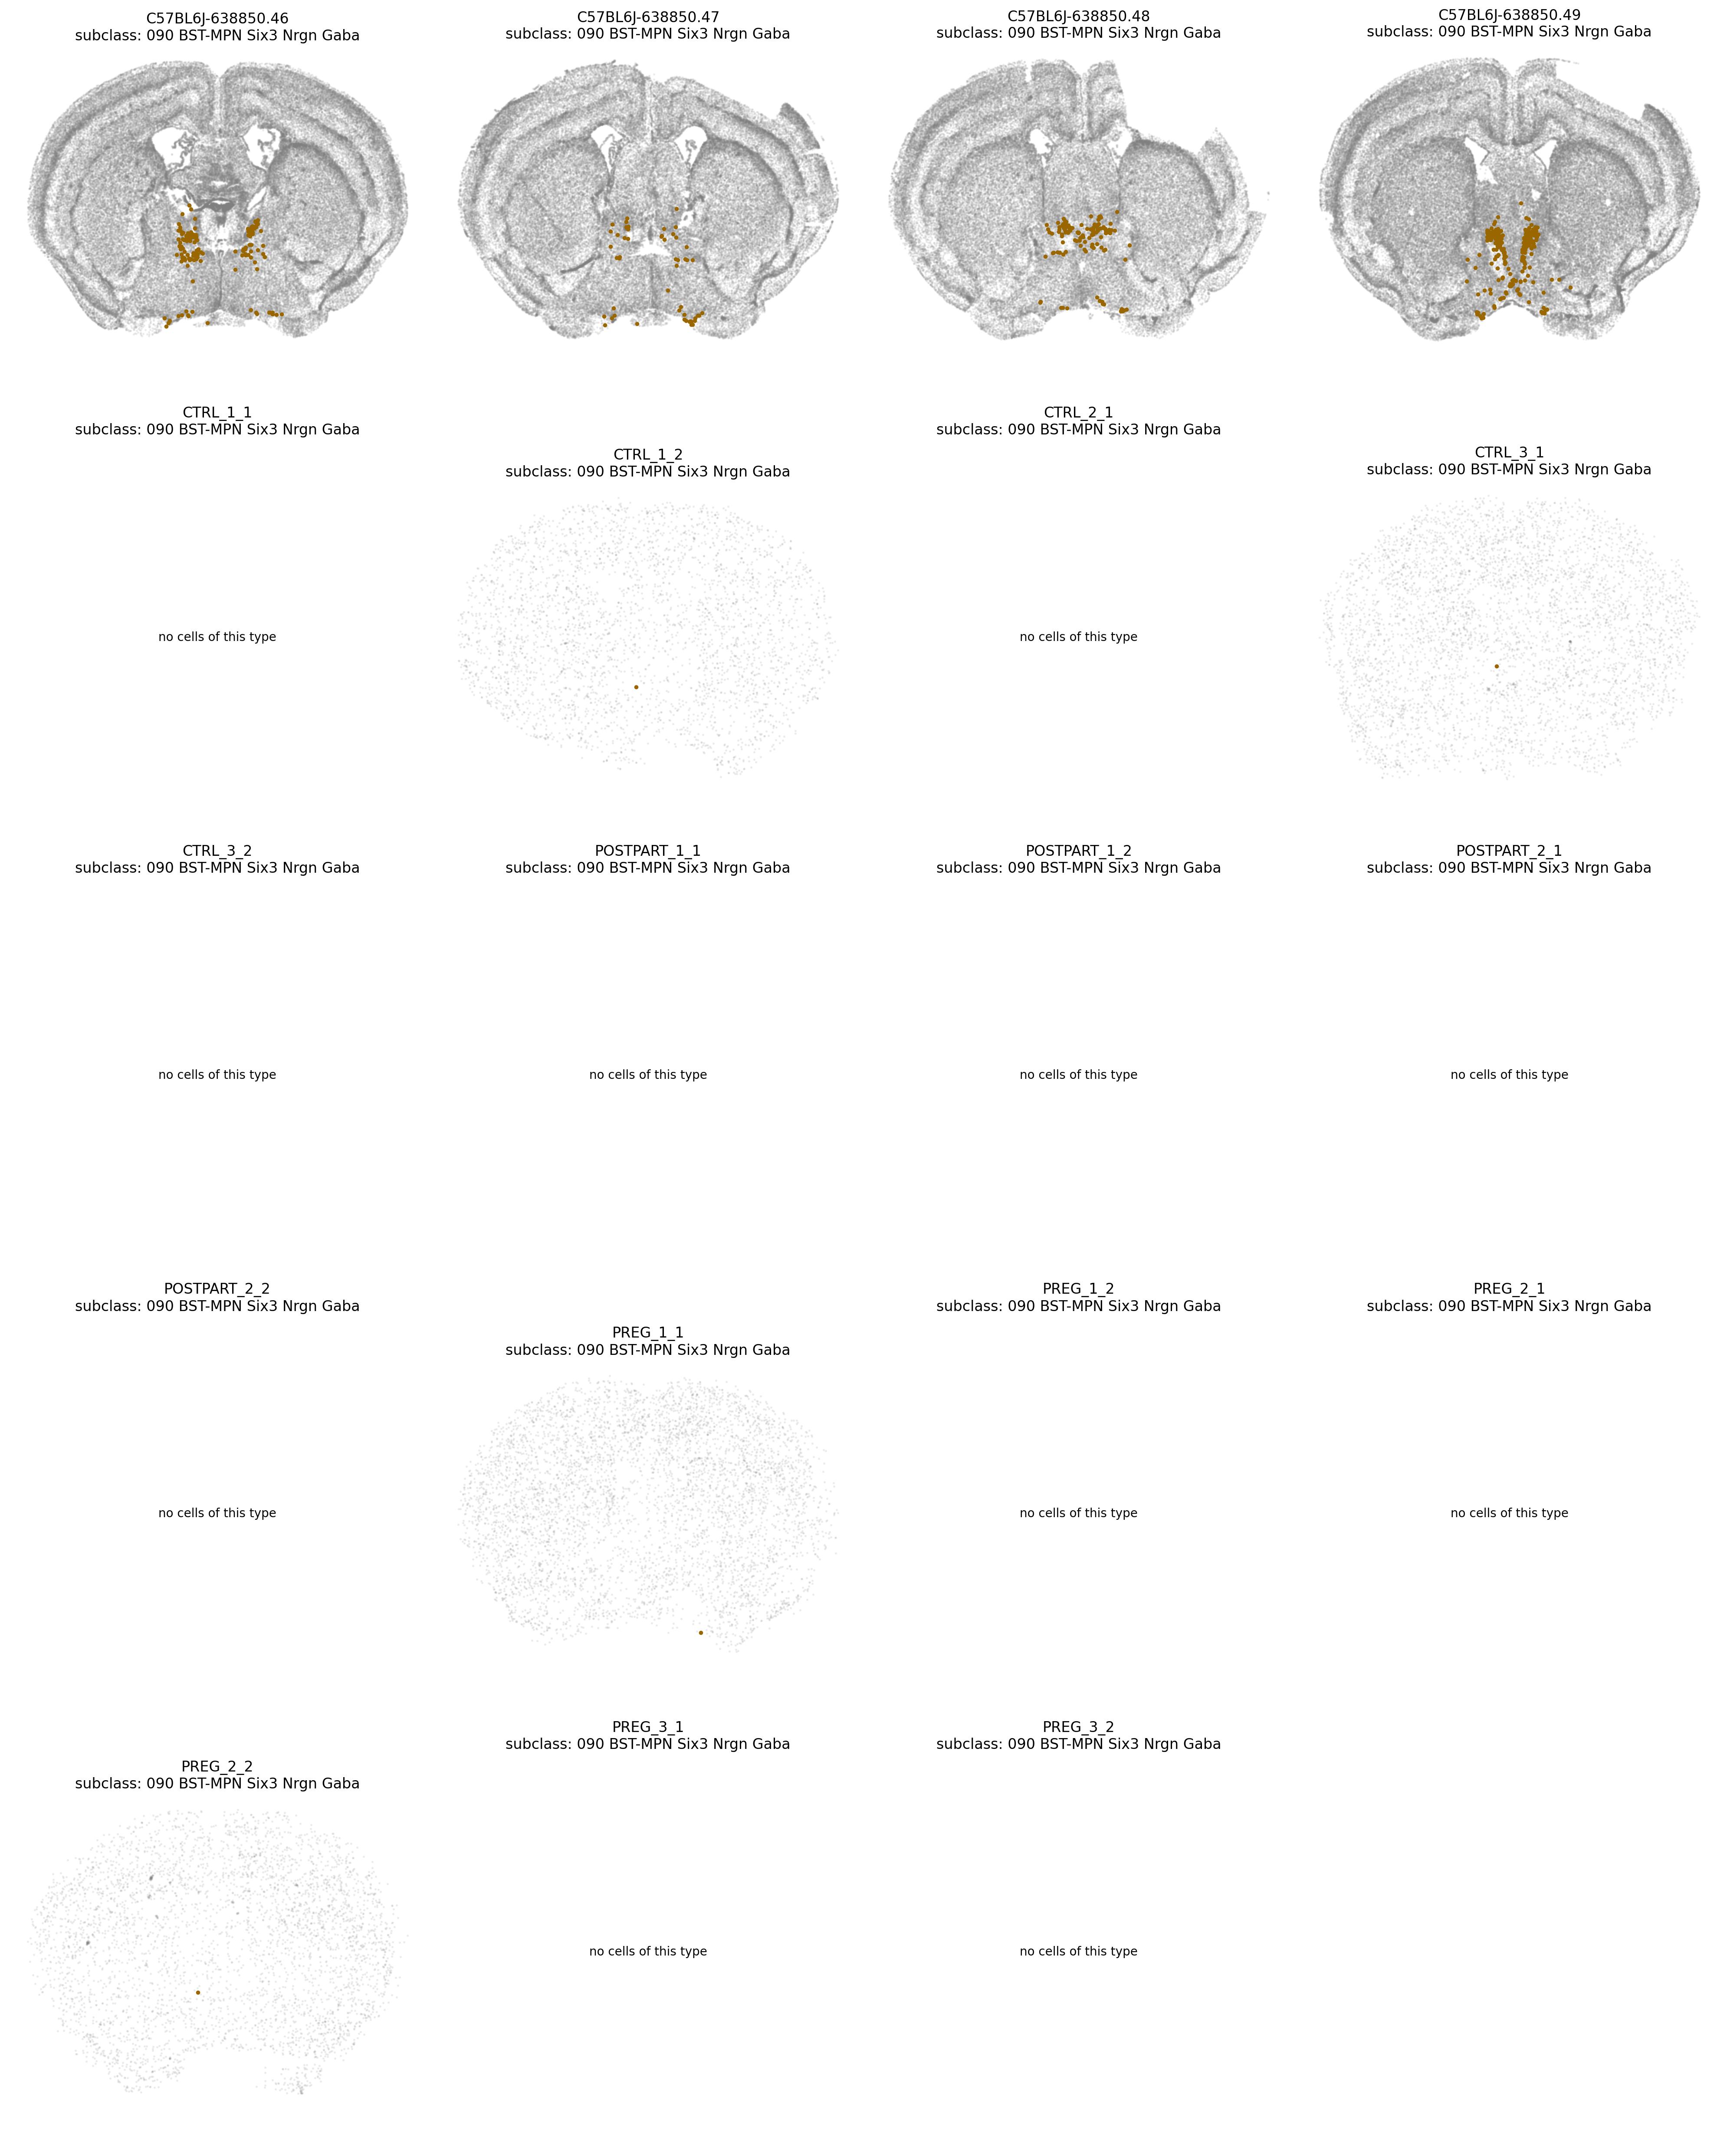 C57BL6J-638850.46
subclass: 090 BST-MPN Six3 Nrgn Gaba
C57BL6J-638850.47
subclass: 090 BST-MPN Six3 Nrgn Gaba
C57BL6J-638850.48
subclass: 090 BST-MPN Six3 Nrgn Gaba
C57BL6J-638850.49
subclass: 090 BST-MPN Six3 Nrgn Gaba
CTRL_1_1
subclass: 090 BST-MPN Six3 Nrgn Gaba
no cells of this type
CTRL_1_2
subclass: 090 BST-MPN Six3 Nrgn Gaba
CTRL_2_1
subclass: 090 BST-MPN Six3 Nrgn Gaba
no cells of this type
CTRL_3_1
subclass: 090 BST-MPN Six3 Nrgn Gaba
CTRL_3_2
subclass: 090 BST-MPN Six3 Nrgn Gaba
no cells of this type
POSTPART_1_1
subclass: 090 BST-MPN Six3 Nrgn Gaba
no cells of this type
POSTPART_1_2
subclass: 090 BST-MPN Six3 Nrgn Gaba
no cells of this type
POSTPART_2_1
subclass: 090 BST-MPN Six3 Nrgn Gaba
no cells of this type
POSTPART_2_2
subclass: 090 BST-MPN Six3 Nrgn Gaba
no cells of this type
PREG_1_1
subclass: 090 BST-MPN Six3 Nrgn Gaba
PREG_1_2
subclass: 090 BST-MPN Six3 Nrgn Gaba
no cells of this type
PREG_2_1
subclass: 090 BST-MPN Six3 Nrgn Gaba
no cells of this type
PREG_2_2
subclass: 090 BST-MPN Six3 Nrgn Gaba
PREG_3_1
subclass: 090 BST-MPN Six3 Nrgn Gaba
no cells of this type
PREG_3_2
subclass: 090 BST-MPN Six3 Nrgn Gaba
no cells of this type